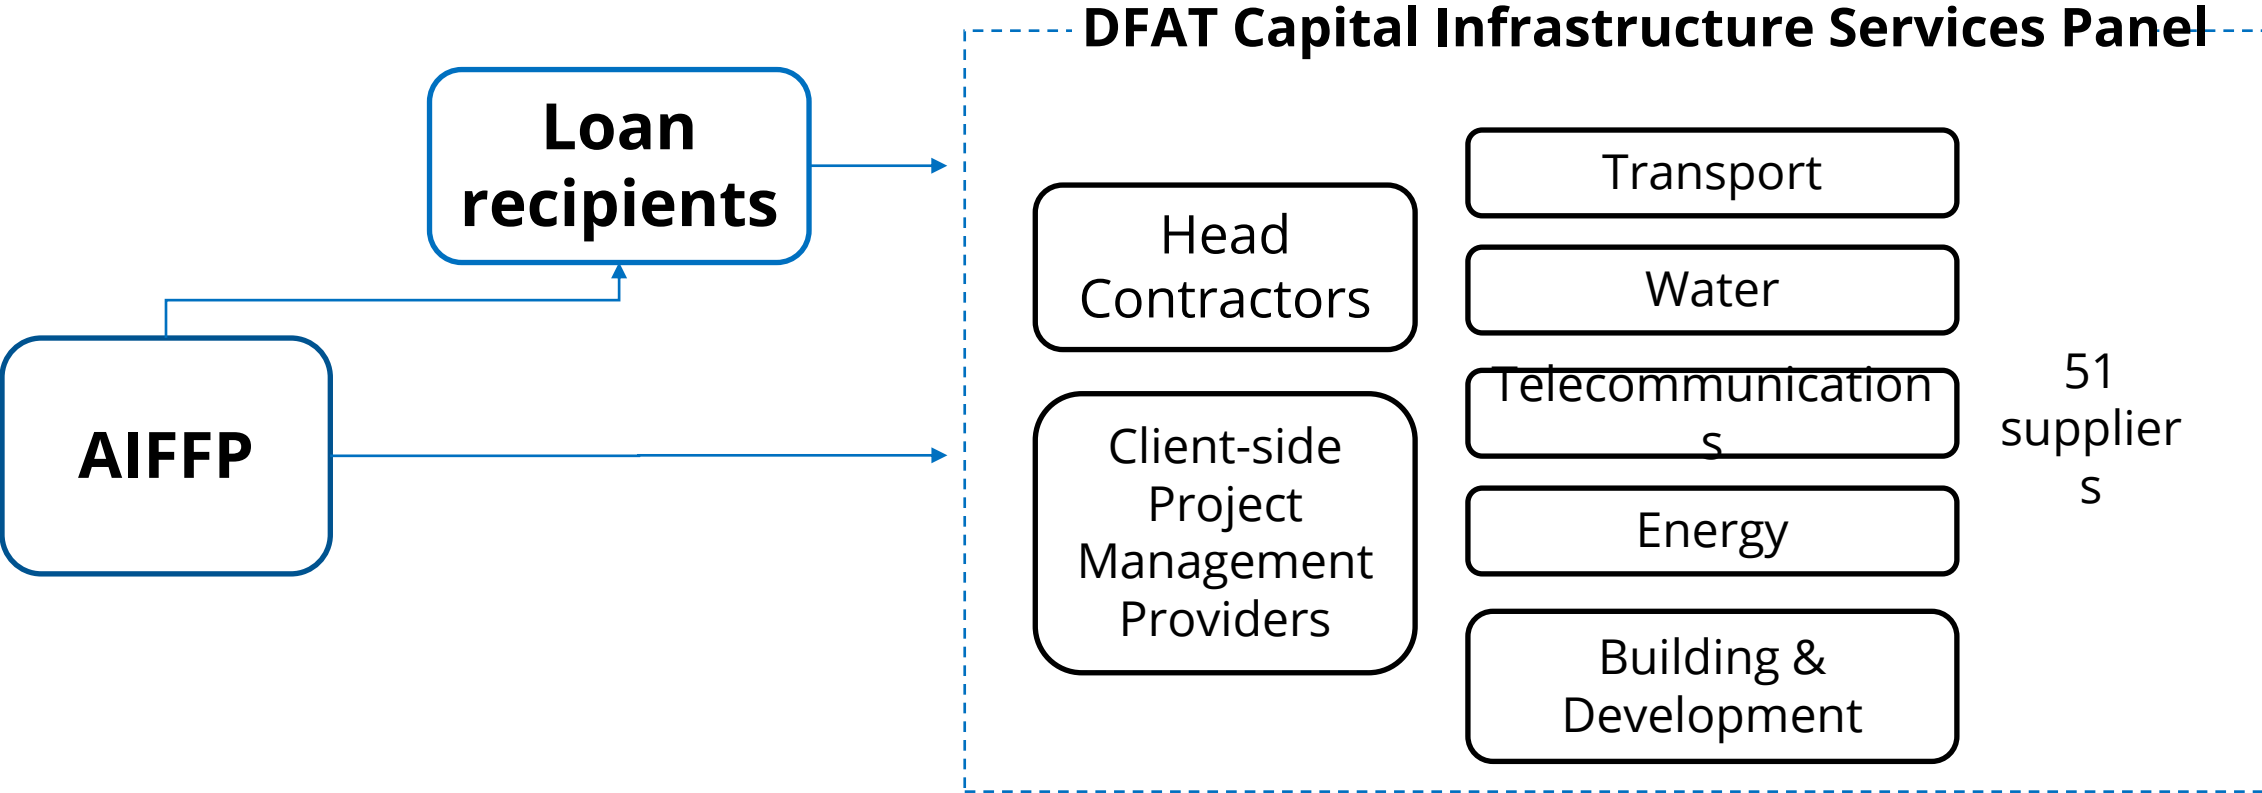 DFAT Capital Infrastructure Services Panel
Loan
recipients
AIFFP
Head
Contractors
Client-side
Project
Management
Providers
Transport
Water
Telecommunication
s
Energy
Building &
Development
51
supplier
s